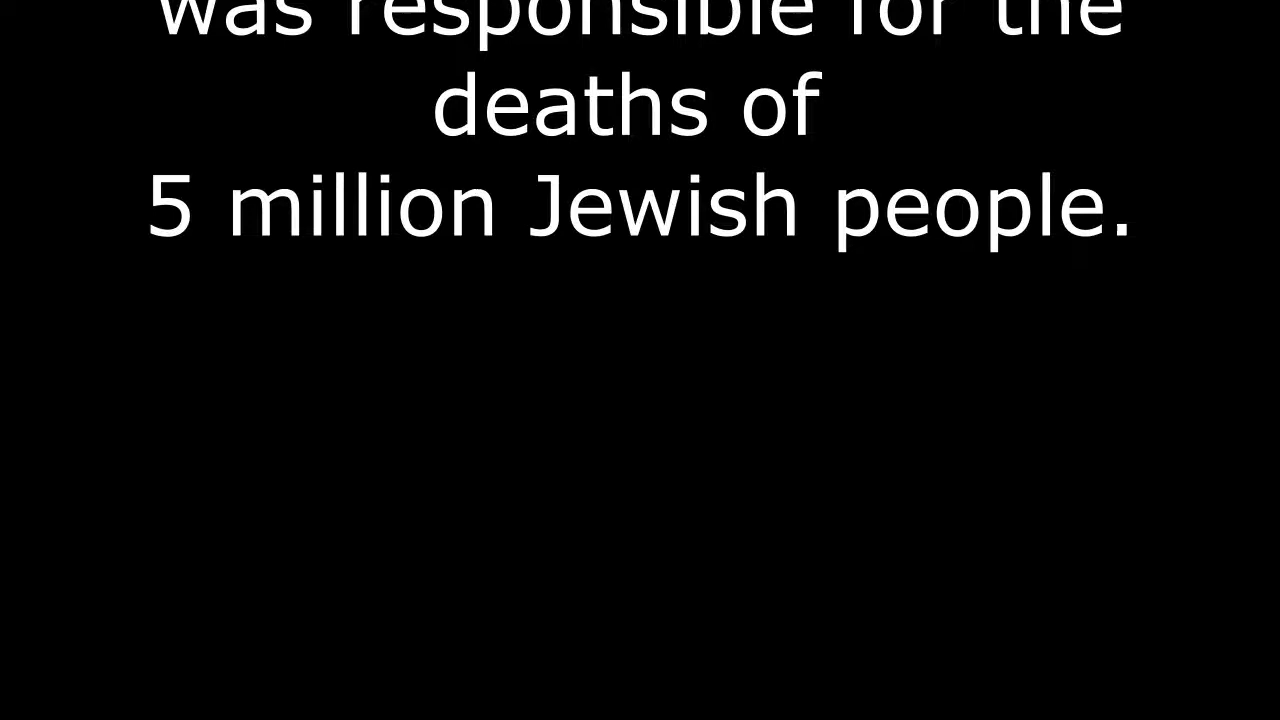 was responsible for the
deaths of
5 million Jewish people.